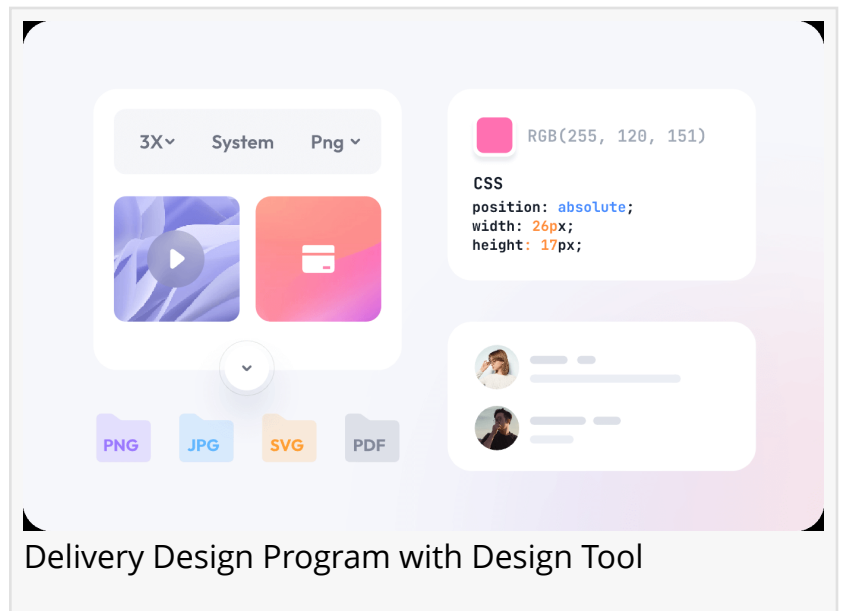 3X System Png
RGB(255, 120, 151)
CSS
position: absolute;
width: 26px;
height: 17px;
PNG JPG SVG PDF
Delivery Design Program with Design Tool